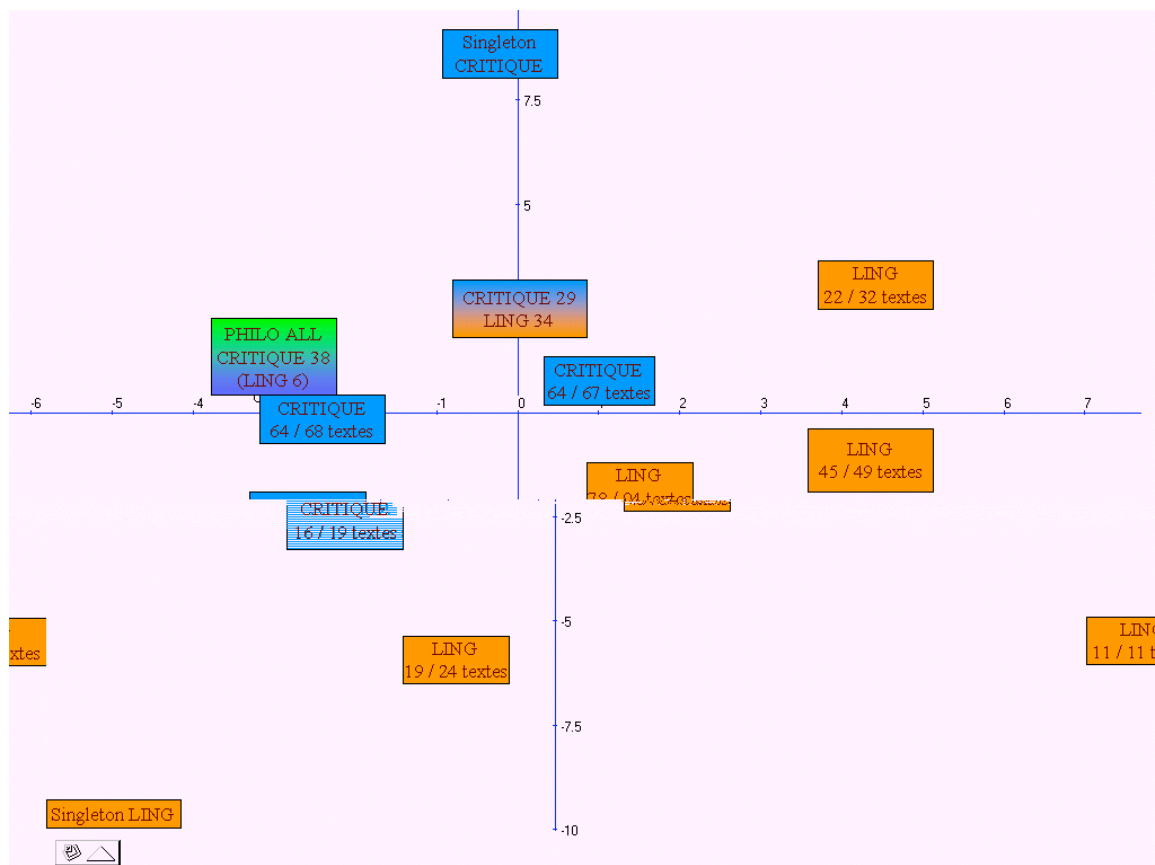 Singleton
CRITIQUE
7.5
5
LING
22 / 32 textes
CRITIQUE 29
LING 34
PHILO ALL
CRITIQUE 38
(LING 6)
CRITIQUE
64 / 67 textes
-6
-5
-4
-1
0
1
2
3
4
5
6
7
CRITIQUE
64 / 68 textes
LING
45 / 49 textes
LING
textes
CRITIQUE
16 / 19 textes
-2.5
-5
xtes
LING
19 / 24 textes
LIN
11 / 11 t
-7.5
Singleton LING
-10